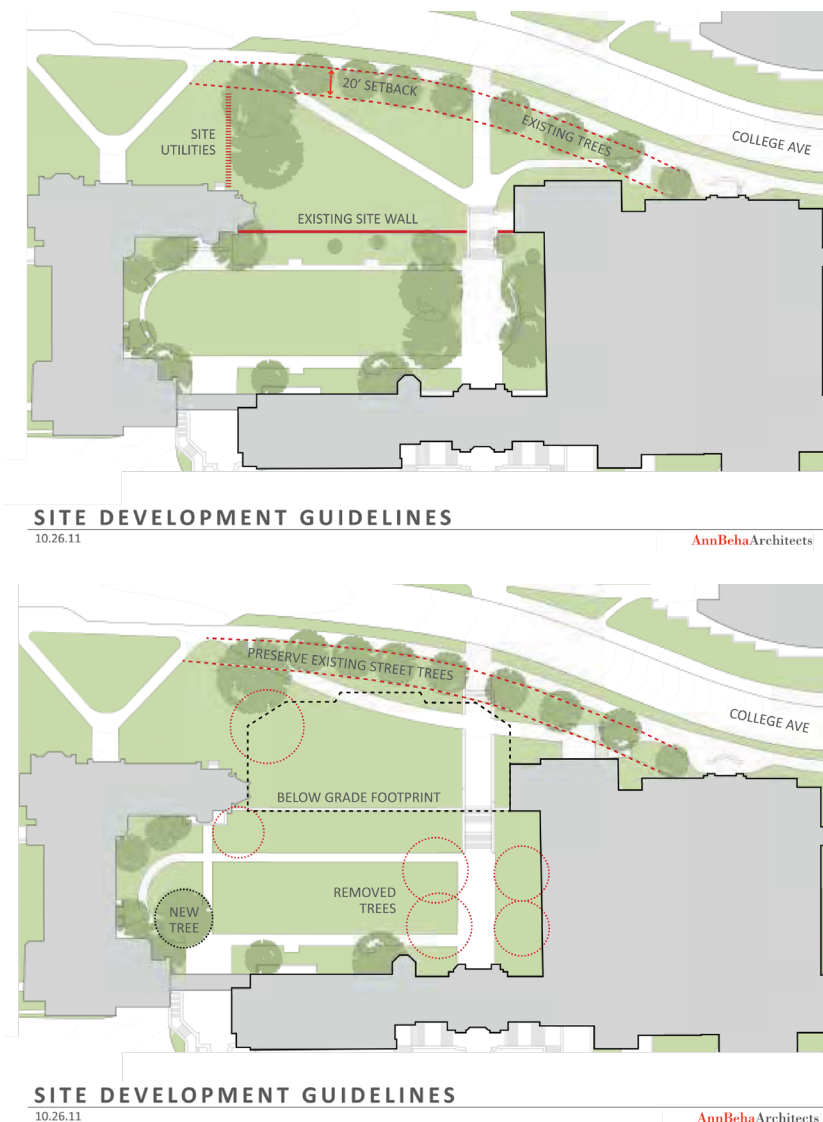 20' SETBACK
EXISTING TREES
COLLEGE AVE
SITE
UTILITIES
EXISTING SITE WALL
SITE DEVELOPMENT GUIDELINES
10.26.11
AnnBehaArchitects
PRESERVE EXISTING STREET TREES
COLLEGE AVE
BELOW GRADE FOOTPRINT
REMOVED
TREES
NEW
TREE
SITE DEVELOPMENT GUIDELINES
10.26.11
AnnBehaArchitects